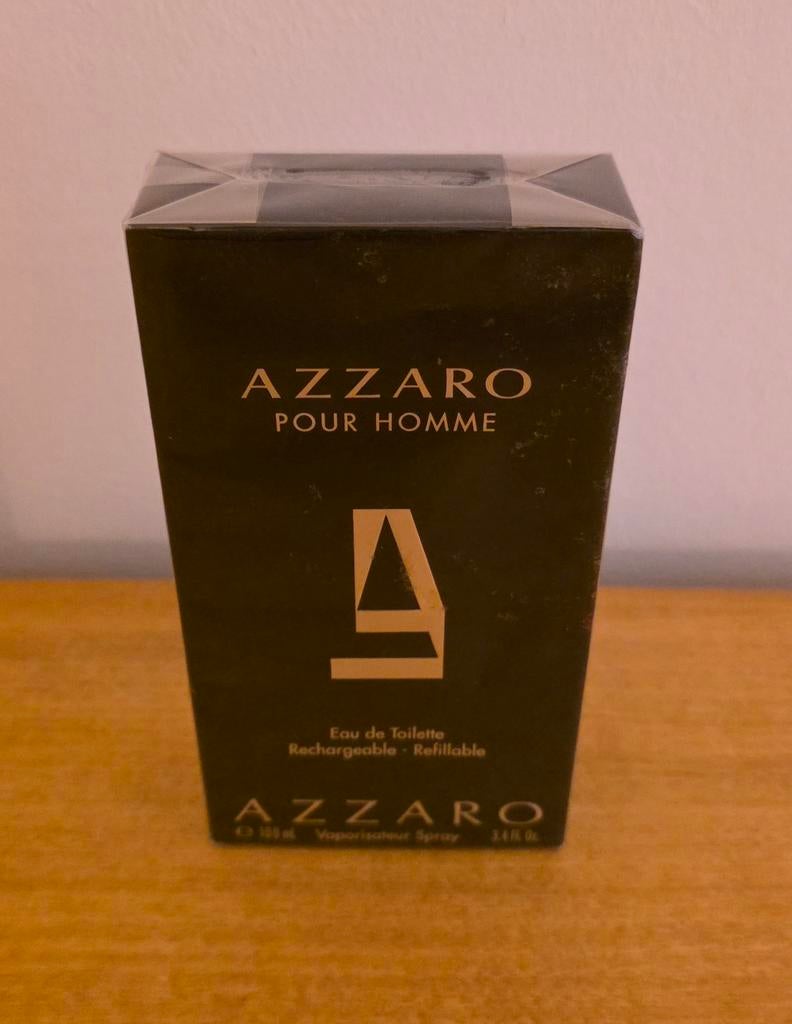 AZZARO
POUR HOMME
Eau de Toilette
Rechargeable - Refillable
AZZARO
℮ 100 ml Vaporisateur Spray 3.4 fl. Oz.